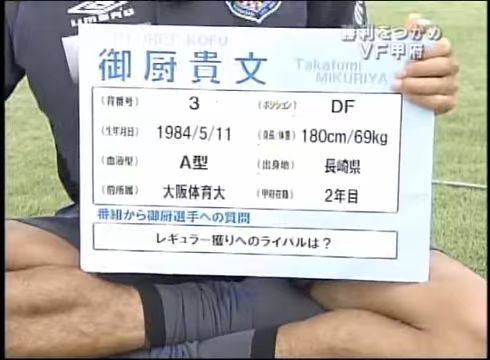 umbro
勝利をつかめ
VF甲府
KOFU
御厨貴文
Takafumi
MIKURIYA
(背番号) 3 (ポジション) DF
(生年月日) 1984/5/11 (身長/体重) 180cm/69kg
(血液型) A型 (出身地) 長崎県
(前所属) 大阪体育大 (甲府在籍) 2年目
番組から御厨選手への質問
レギュラー獲りへのライバルは?